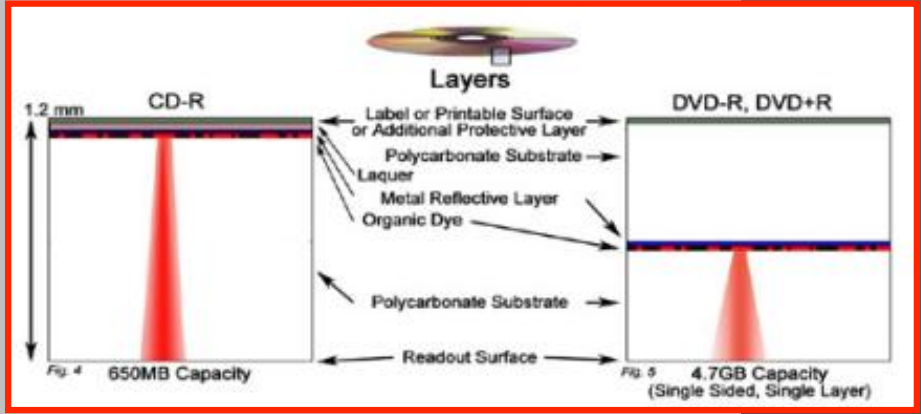 Layers
CD-R
DVD-R, DVD+R
1.2 mm
Label or Printable Surface
or Additional Protective Layer
Polycarbonate Substrate
Laquer
Metal Reflective Layer
Organic Dye
Polycarbonate Substrate
Readout Surface
Fig. 4
650MB Capacity
Fig. 5
4.7GB Capacity
(Single Sided, Single Layer)